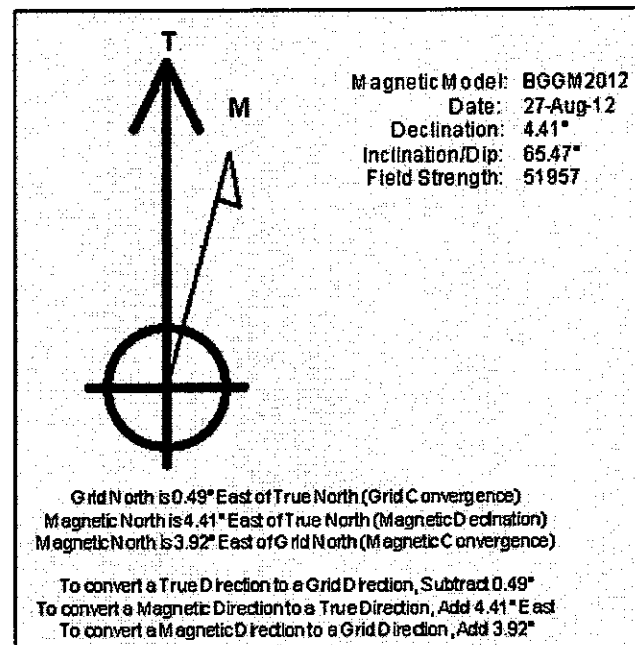 T
M
Magnetic Model: BGGM2012
Date: 27-Aug-12
Declination: 4.41°
Inclination/Dip: 65.47°
Field Strength: 51957
Grid North is 0.49° East of True North (Grid Convergence)
Magnetic North is 4.41° East of True North (Magnetic Declination)
Magnetic North is 3.92° East of Grid North (Magnetic Convergence)
To convert a True Direction to a Grid Direction, Subtract 0.49°
To convert a Magnetic Direction to a True Direction, Add 4.41° East
To convert a Magnetic Direction to a Grid Direction, Add 3.92°